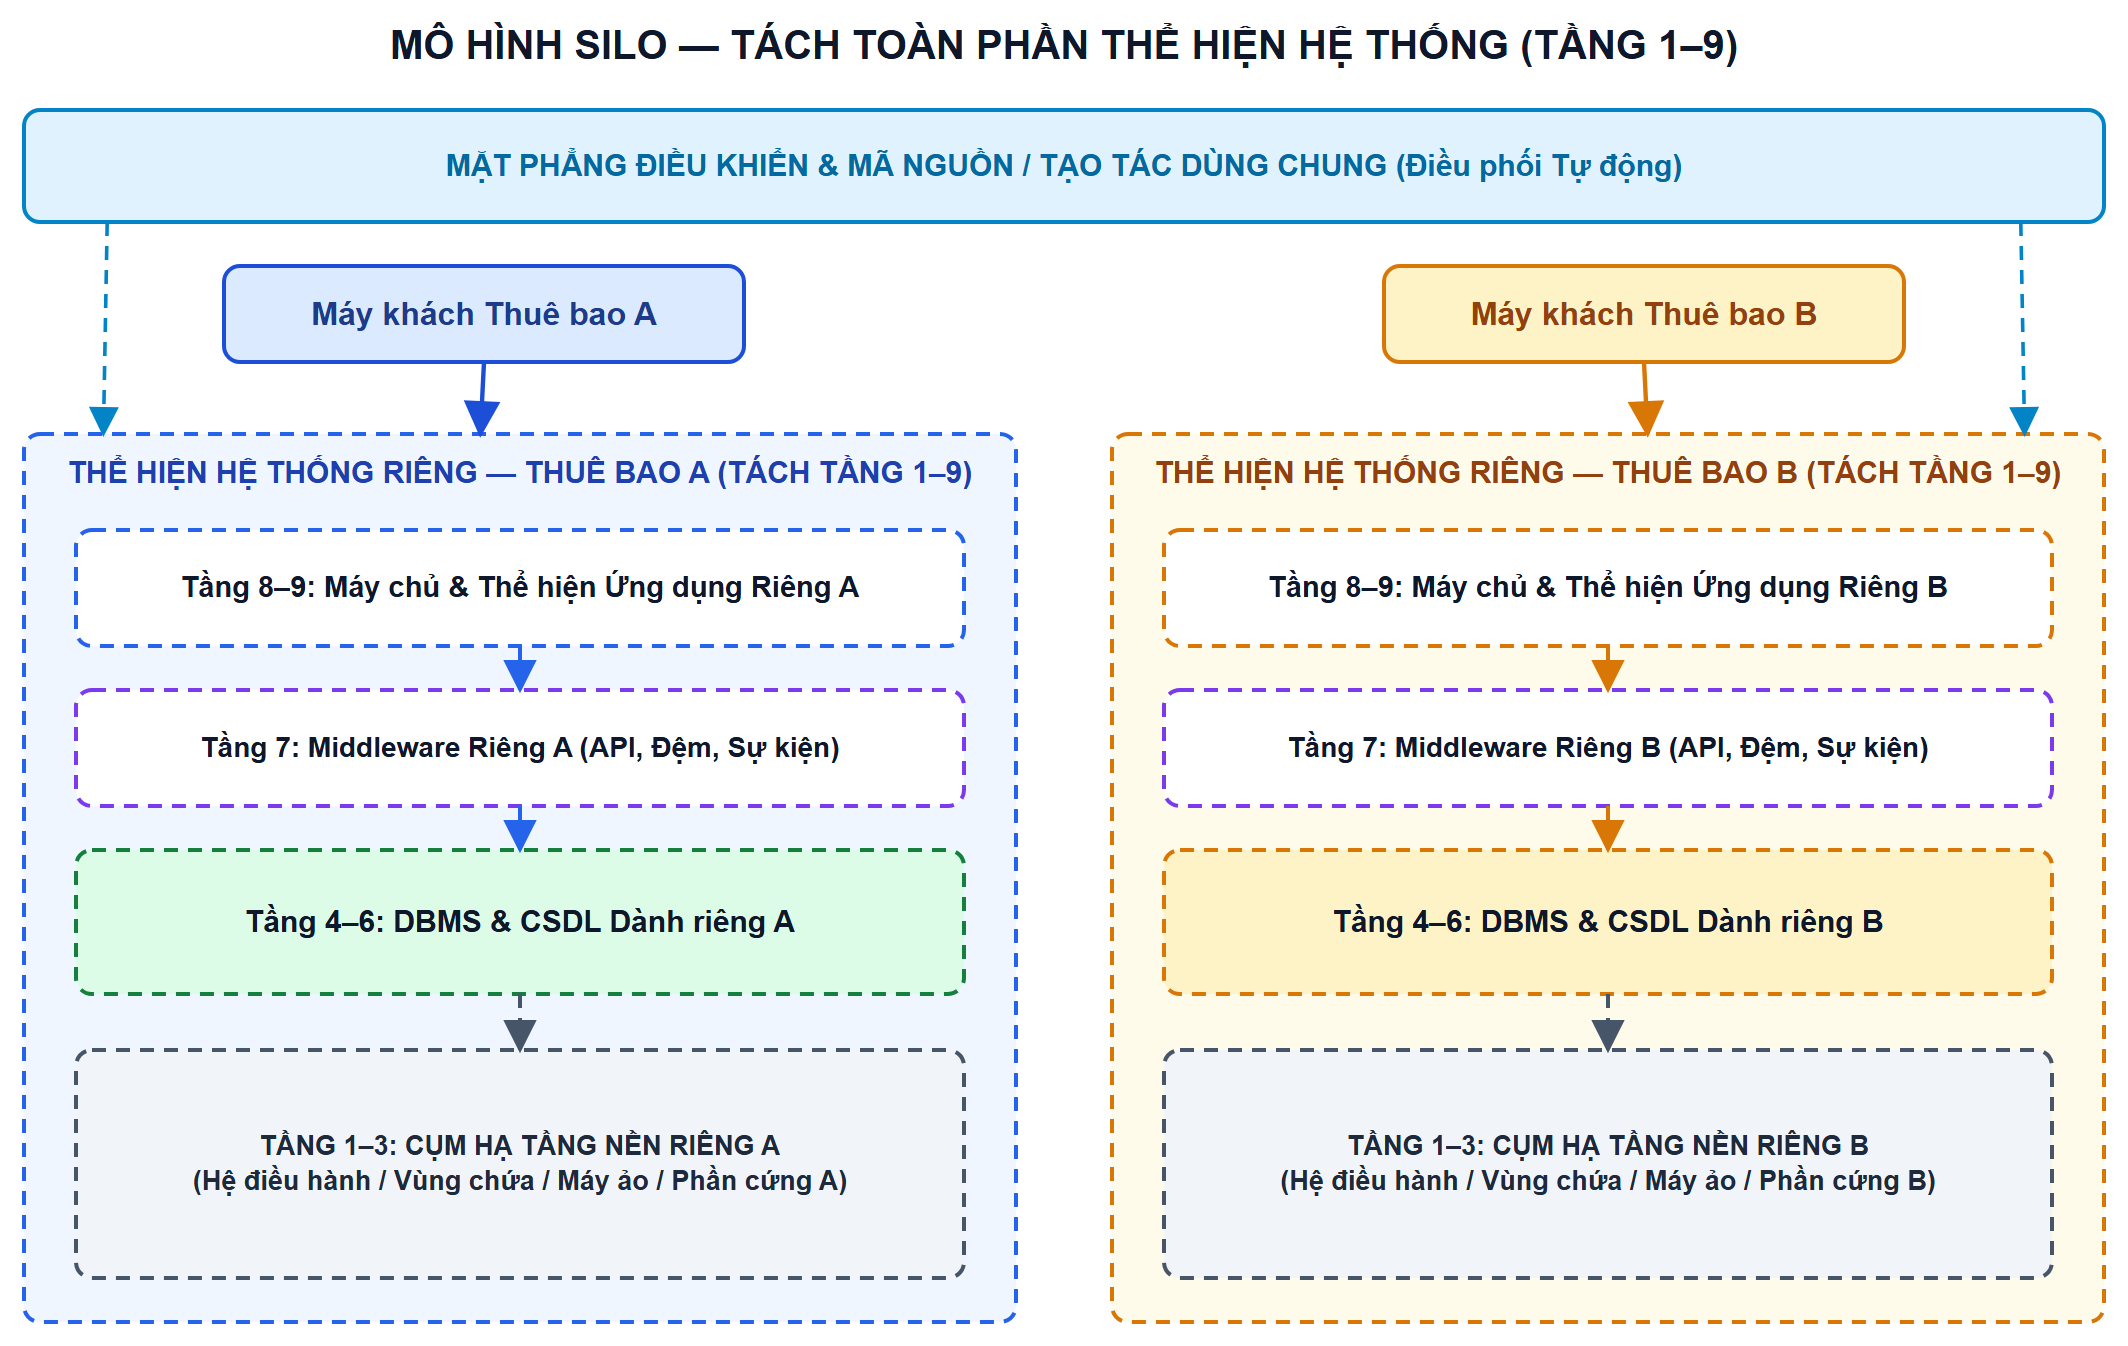 MÔ HÌNH SILO — TÁCH TOÀN PHẦN THỂ HIỆN HỆ THỐNG (TẦNG 1–9)
MẶT PHẲNG ĐIỀU KHIỂN & MÃ NGUỒN / TẠO TÁC DÙNG CHUNG (Điều phối Tự động)
Máy khách Thuê bao A
Máy khách Thuê bao B
THỂ HIỆN HỆ THỐNG RIÊNG — THUÊ BAO A (TÁCH TẦNG 1–9)
Tầng 8–9: Máy chủ & Thể hiện Ứng dụng Riêng A
Tầng 7: Middleware Riêng A (API, Đệm, Sự kiện)
Tầng 4–6: DBMS & CSDL Dành riêng A
TẦNG 1–3: CỤM HẠ TẦNG NỀN RIÊNG A
(Hệ điều hành / Vùng chứa / Máy ảo / Phần cứng A)
THỂ HIỆN HỆ THỐNG RIÊNG — THUÊ BAO B (TÁCH TẦNG 1–9)
Tầng 8–9: Máy chủ & Thể hiện Ứng dụng Riêng B
Tầng 7: Middleware Riêng B (API, Đệm, Sự kiện)
Tầng 4–6: DBMS & CSDL Dành riêng B
TẦNG 1–3: CỤM HẠ TẦNG NỀN RIÊNG B
(Hệ điều hành / Vùng chứa / Máy ảo / Phần cứng B)